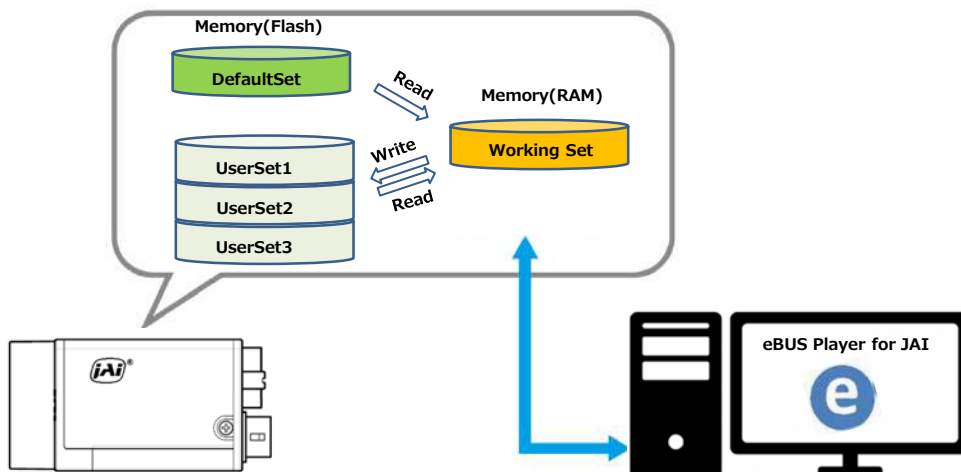 Memory(Flash)
DefaultSet
Read
Memory(RAM)
Working Set
Write
Read
UserSet1
UserSet2
UserSet3
JAi®
eBUS Player for JAI
e